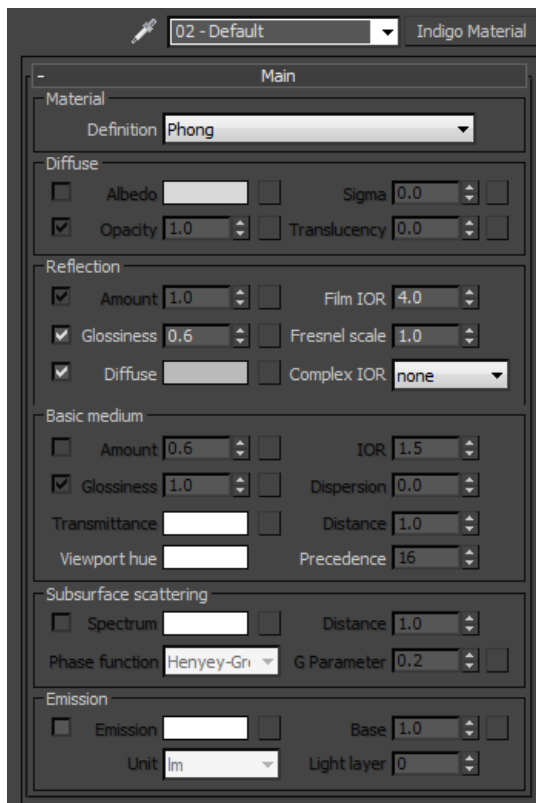 02 - Default Indigo Material
- Main
Material
Definition Phong
Diffuse
Albedo Sigma 0.0
Opacity 1.0 Translucency 0.0
Reflection
Amount 1.0 Film IOR 4.0
Glossiness 0.6 Fresnel scale 1.0
Diffuse Complex IOR none
Basic medium
Amount 0.6 IOR 1.5
Glossiness 1.0 Dispersion 0.0
Transmittance Distance 1.0
Viewport hue Precedence 16
Subsurface scattering
Spectrum Distance 1.0
Phase function Henyey-Gr G Parameter 0.2
Emission
Emission Base 1.0
Unit lm Light layer 0